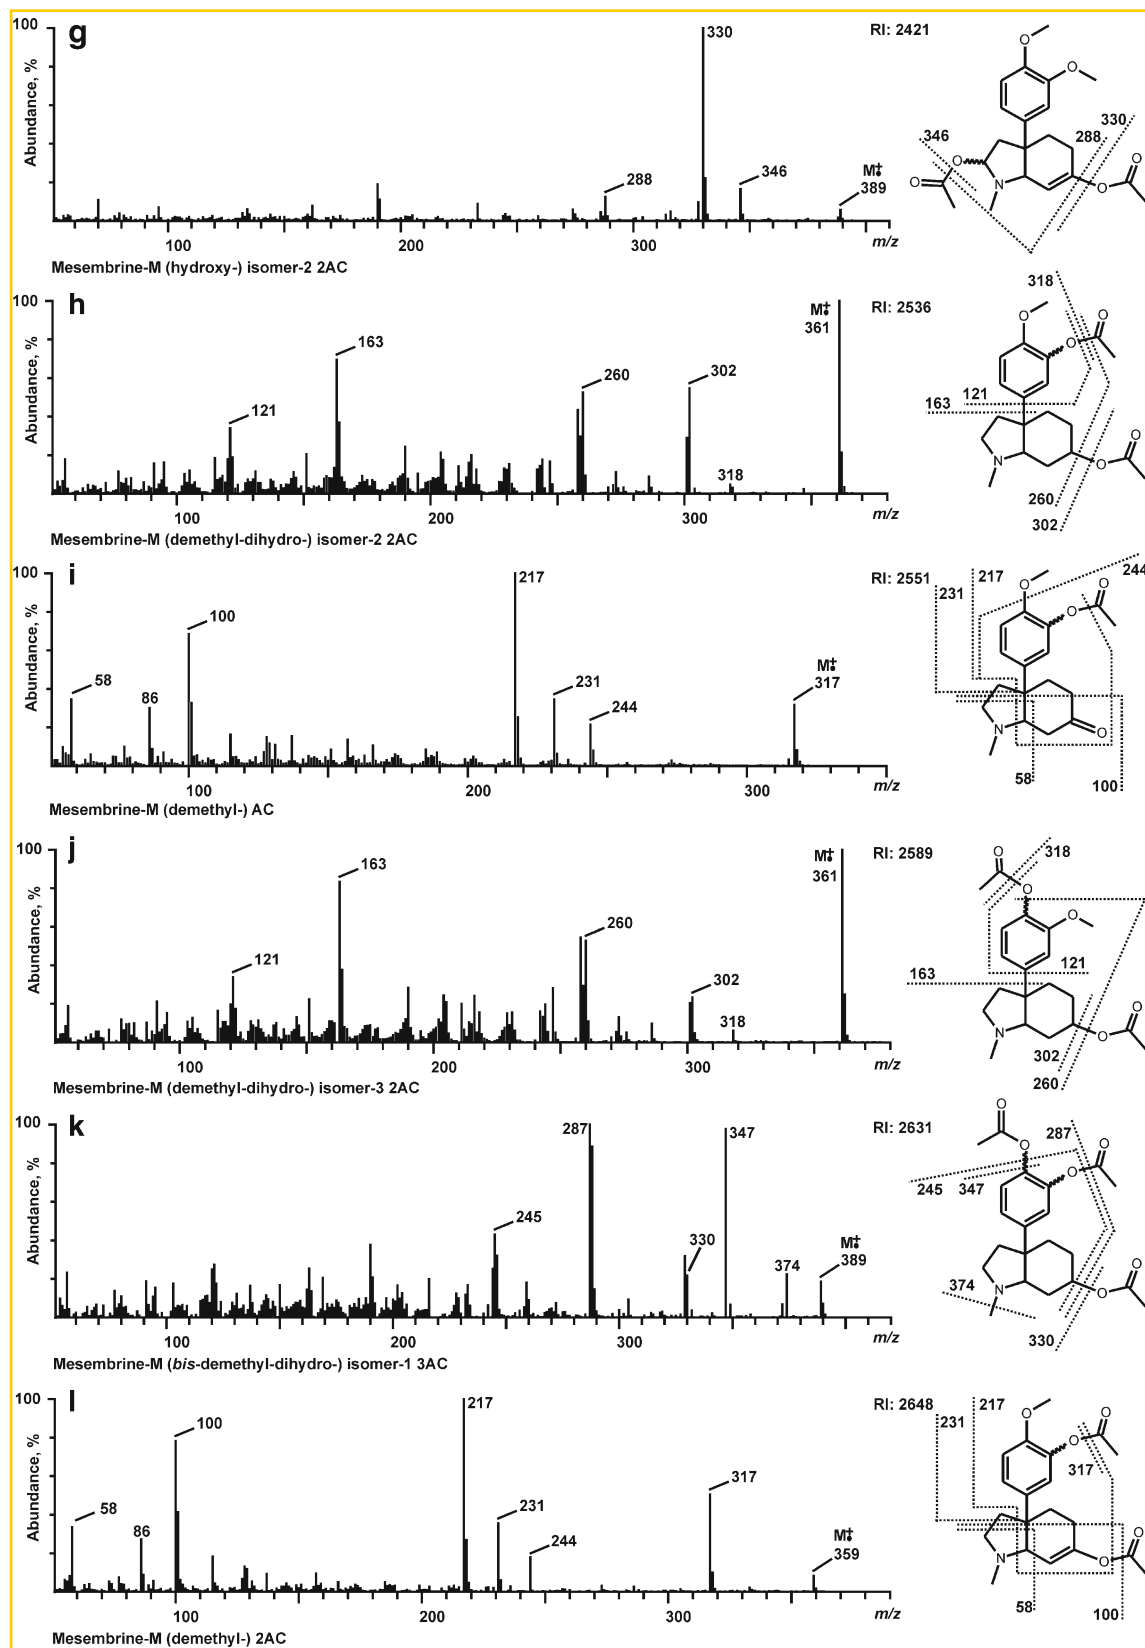 g
Abundance, %
100
330
288
346
M⁺•
389
100
200
300
m/z
RI: 2421
O
O
346
288
330
O
O
N
O
O
Mesembrine-M (hydroxy-) isomer-2 2AC
h
Abundance, %
100
121
163
260
302
318
M⁺•
361
100
200
300
m/z
RI: 2536
318
O
O
O
163
121
N
O
O
260
302
Mesembrine-M (demethyl-dihydro-) isomer-2 2AC
i
Abundance, %
100
58
86
100
217
231
244
M⁺•
317
100
200
300
m/z
RI: 2551
231
217
244
O
O
O
N
O
58
100
Mesembrine-M (demethyl-) AC
j
Abundance, %
100
121
163
260
302
318
M⁺•
361
100
200
300
m/z
RI: 2589
O
O
318
O
163
121
N
O
O
302
260
Mesembrine-M (demethyl-dihydro-) isomer-3 2AC
k
Abundance, %
100
245
287
330
347
374
M⁺•
389
100
200
300
m/z
RI: 2631
O
O
287
O
O
245
347
N
O
O
374
330
Mesembrine-M (bis-demethyl-dihydro-) isomer-1 3AC
l
Abundance, %
100
58
86
100
217
231
244
317
M⁺•
359
100
200
300
m/z
RI: 2648
231
217
O
O
O
317
N
O
O
58
100
Mesembrine-M (demethyl-) 2AC